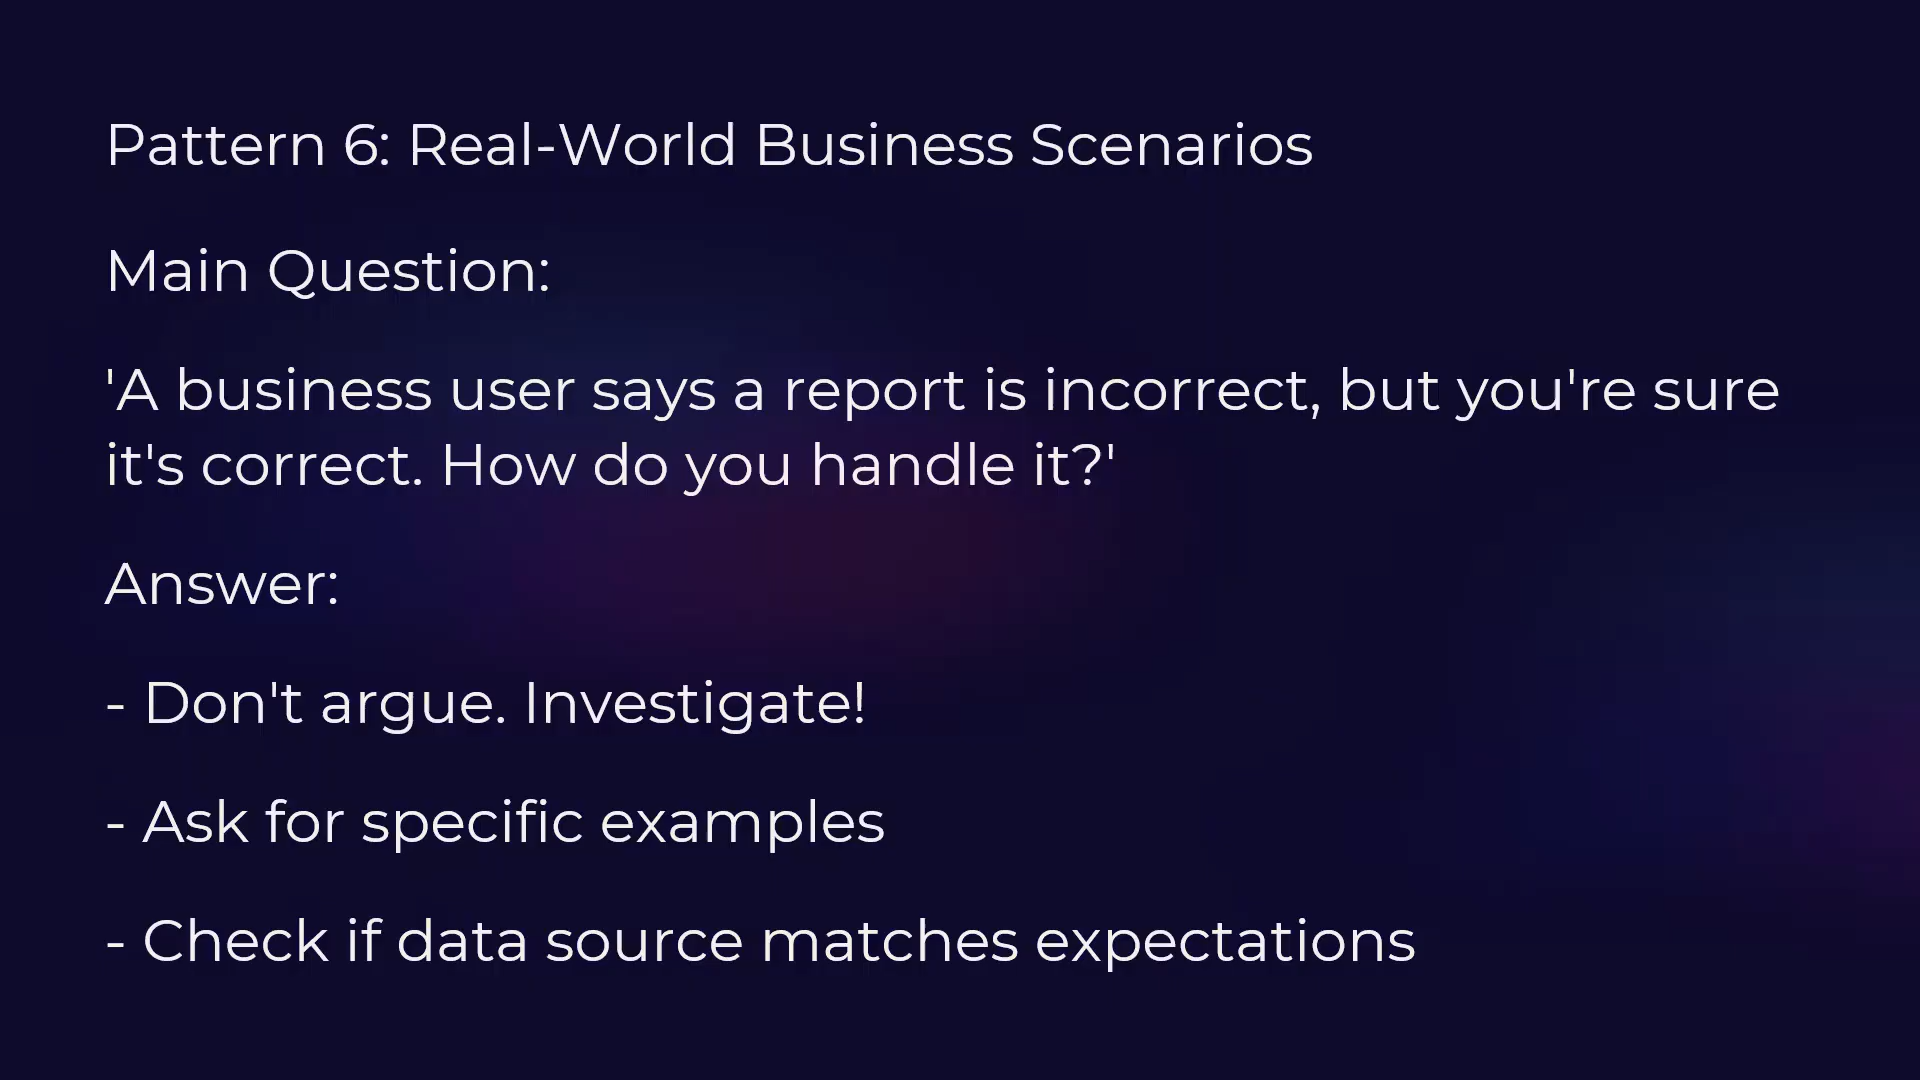 Pattern 6: Real-World Business Scenarios
Main Question:
'A business user says a report is incorrect, but you're sure
it's correct. How do you handle it?'
Answer:
- Don't argue. Investigate!
- Ask for specific examples
- Check if data source matches expectations